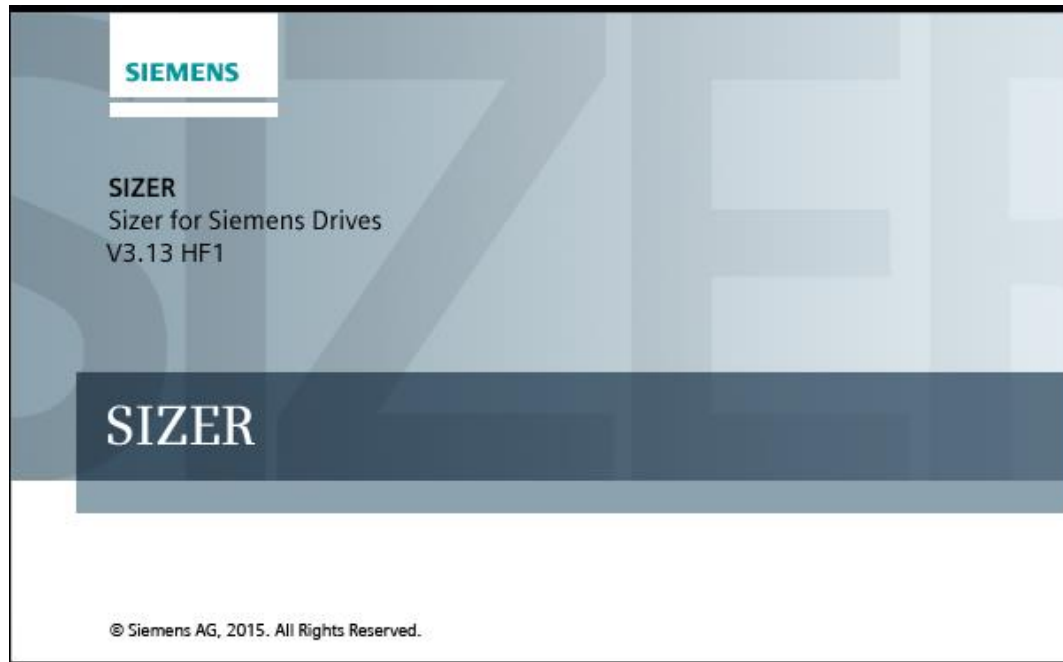 SIEMENS
SIZER
Sizer for Siemens Drives
V3.13 HF1
SIZER
© Siemens AG, 2015. All Rights Reserved.